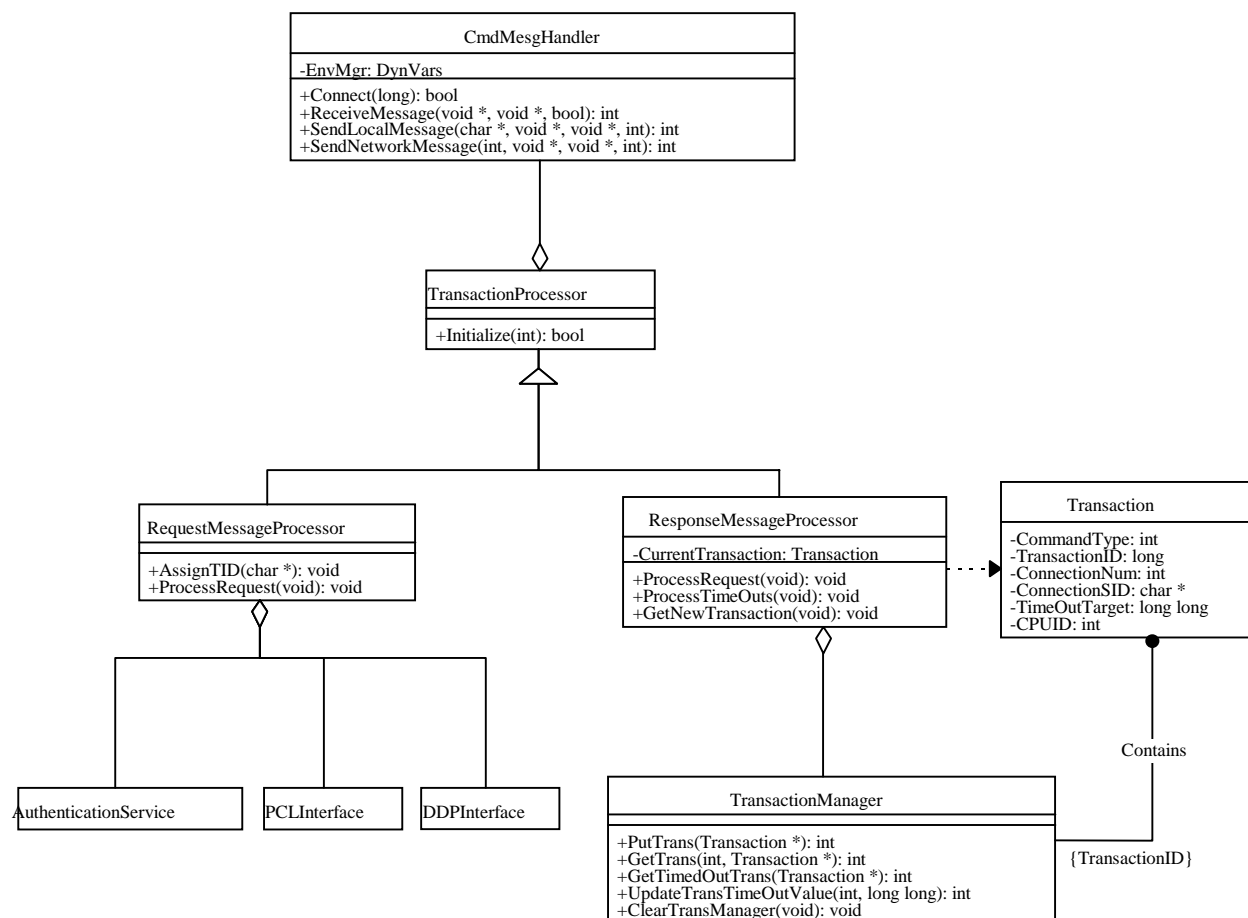 CmdMesgHandler
-EnvMgr: DynVars
+Connect(long): bool
+ReceiveMessage(void *, void *, bool): int
+SendLocalMessage(char *, void *, void *, int): int
+SendNetworkMessage(int, void *, void *, int): int
TransactionProcessor
+Initialize(int): bool
RequestMessageProcessor
+AssignTID(char *): void
+ProcessRequest(void): void
ResponseMessageProcessor
-CurrentTransaction: Transaction
+ProcessRequest(void): void
+ProcessTimeOuts(void): void
+GetNewTransaction(void): void
Transaction
-CommandType: int
-TransactionID: long
-ConnectionNum: int
-ConnectionSID: char *
-TimeOutTarget: long long
-CPUID: int
Contains
AuthenticationService
PCLInterface
DDPInterface
TransactionManager
+PutTrans(Transaction *): int
+GetTrans(int, Transaction *): int
+GetTimedOutTrans(Transaction *): int
+UpdateTransTimeOutValue(int, long long): int
+ClearTransManager(void): void
{TransactionID}